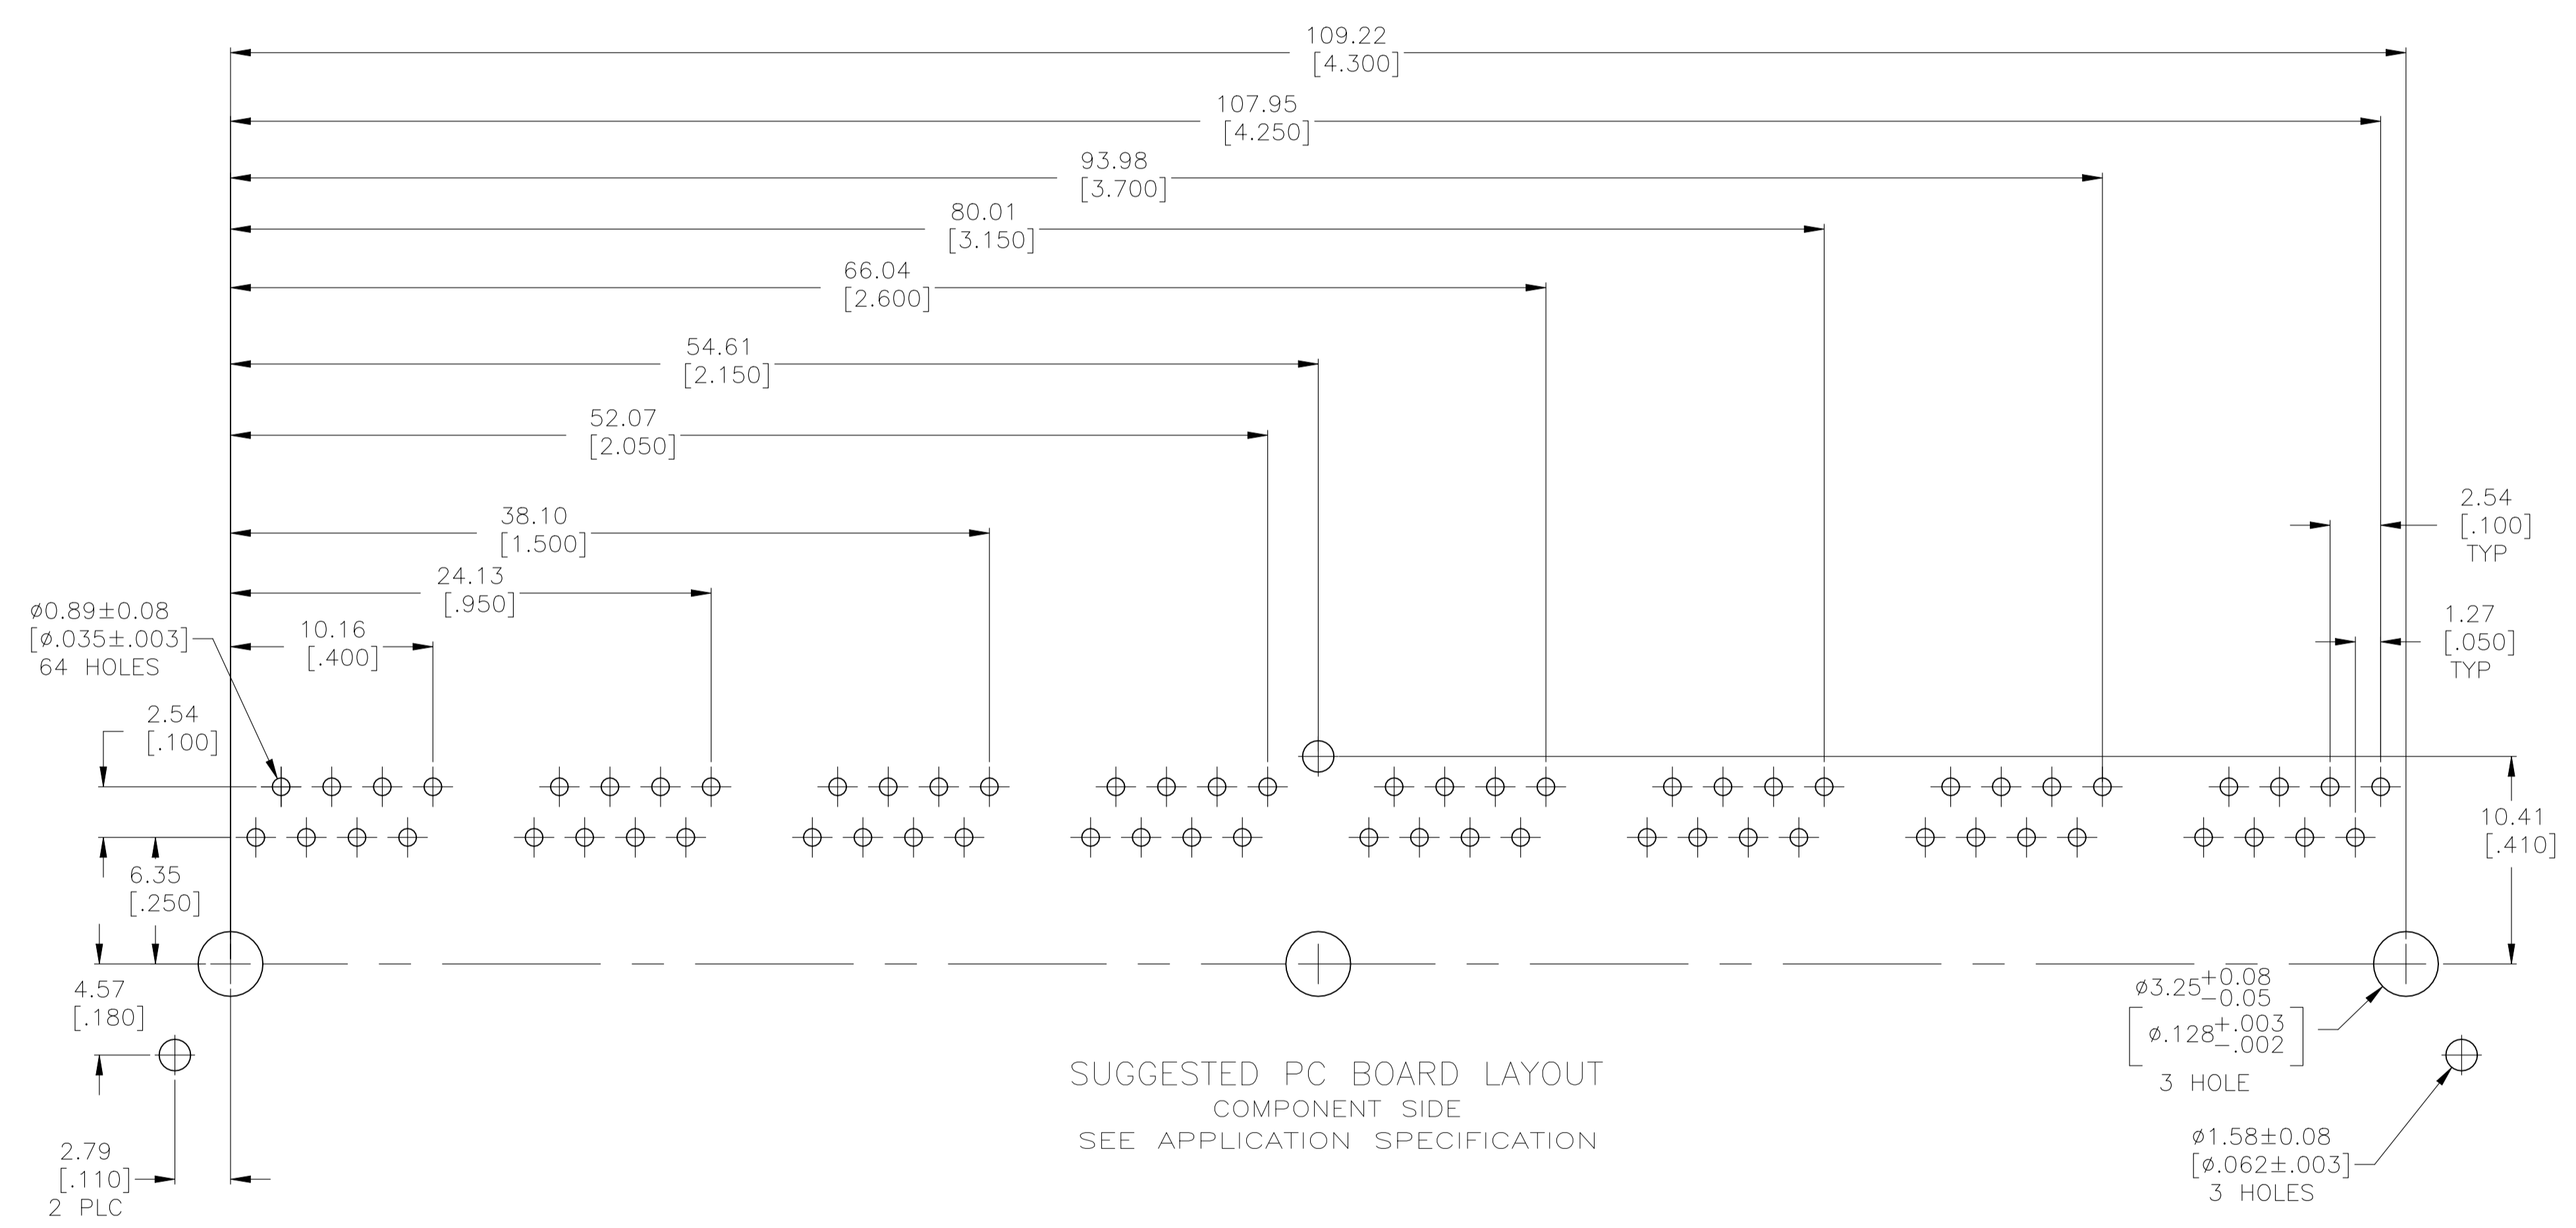 109.22
[4.300]
107.95
[4.250]
93.98
[3.700]
80.01
[3.150]
66.04
[2.600]
54.61
[2.150]
52.07
[2.050]
38.10
[1.500]
24.13
[.950]
10.16
[.400]
2.54
[.100]
TYP
1.27
[.050]
TYP
ø0.89±0.08
[ø.035±.003]
64 HOLES
2.54
[.100]
6.35
[.250]
4.57
[.180]
2.79
[.110]
2 PLC
10.41
[.410]
ø3.25+0.08
-0.05
[ø.128+.003
-.002]
3 HOLE
ø1.58±0.08
[ø.062±.003]
3 HOLES
SUGGESTED PC BOARD LAYOUT
COMPONENT SIDE
SEE APPLICATION SPECIFICATION